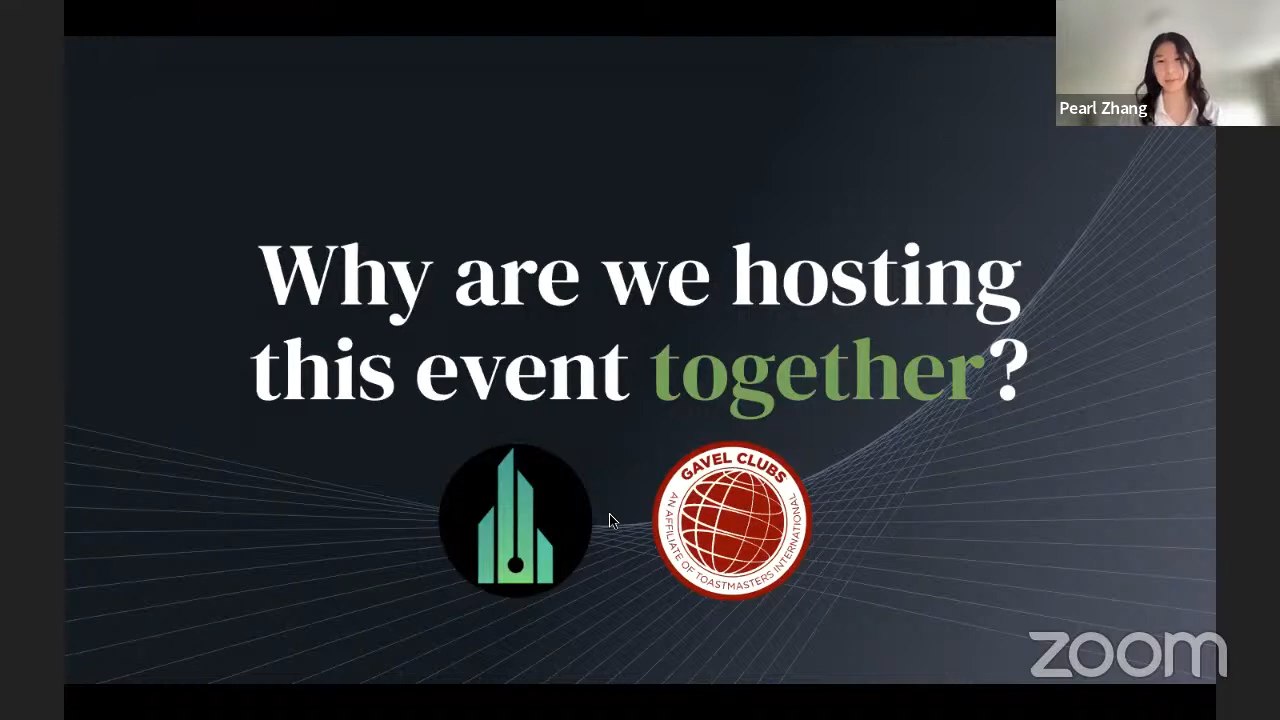 Pearl Zhang
Why are we hosting
this event together?
GAVEL CLUBS
AN AFFILIATE OF TOASTMASTERS INTERNATIONAL
zoom